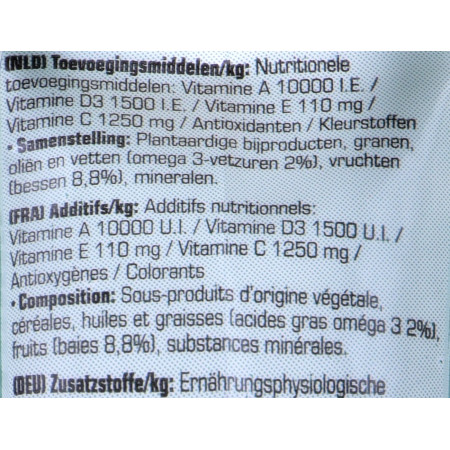 (NLD) Toevoegingsmiddelen/kg: Nutritionele
toevoegingsmiddelen: Vitamine A 10000 I.E. /
Vitamine D3 1500 I.E. / Vitamine E 110 mg /
Vitamine C 1250 mg / Antioxidanten / Kleurstoffen
• Samenstelling: Plantaardige bijproducten, granen,
oliën en vetten (omega 3-vetzuren 2%), vruchten
(bessen 8,8%), mineralen.
(FRA) Additifs/kg: Additifs nutritionnels:
Vitamine A 10000 U.I. / Vitamine D3 1500 U.I. /
Vitamine E 110 mg / Vitamine C 1250 mg /
Antioxygènes / Colorants
• Composition: Sous-produits d'origine végétale,
céréales, huiles et graisses (acides gras oméga 3 2%),
fruits (baies 8,8%), substances minérales.
(DEU) Zusatzstoffe/kg: Ernährungsphysiologische